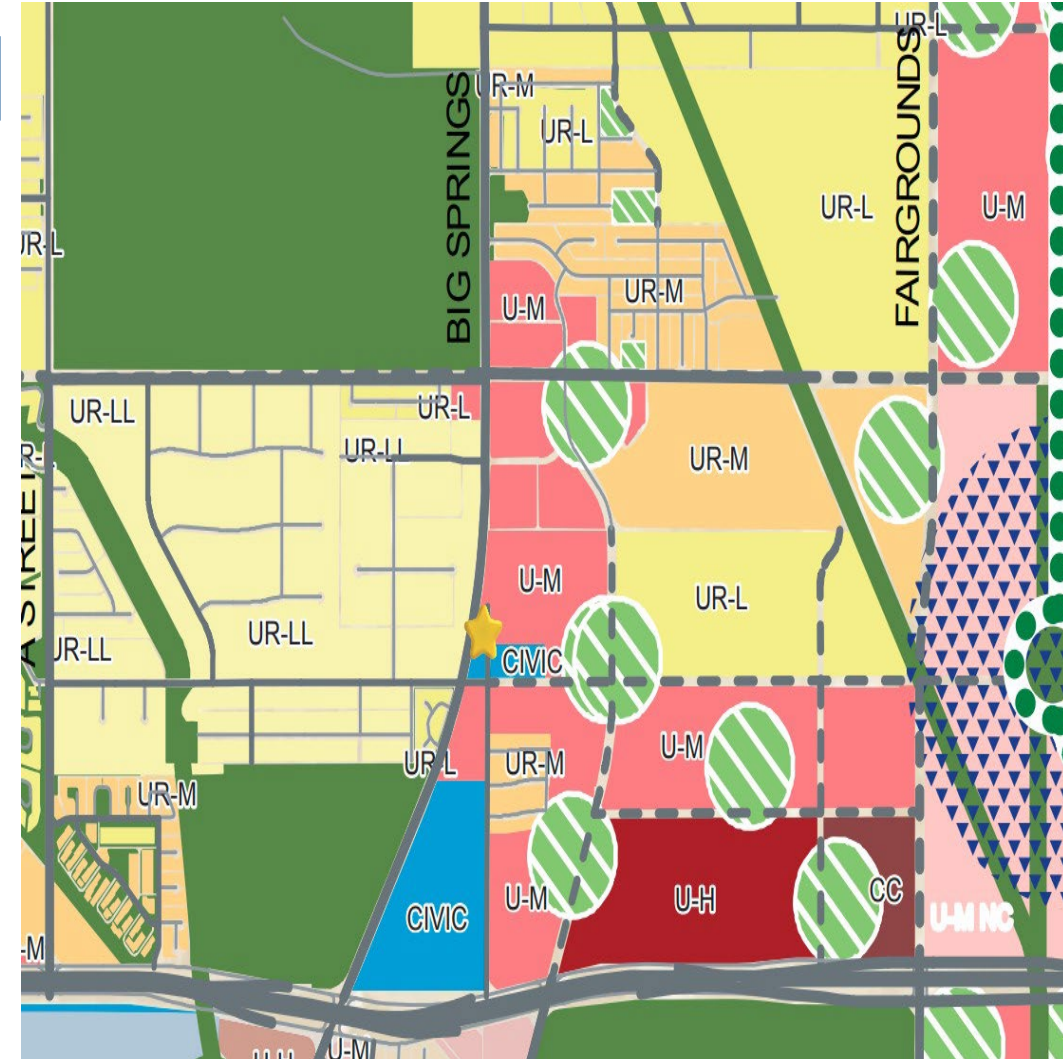 UR-L
UR-M
BIG SPRINGS
UR-L
FAIRGROUNDS
UR-L
U-M
UR-L
U-M
UR-M
UR-LL
UR-L
UR-LL
UR-M
A STREET
U-M
UR-L
UR-LL
UR-LL
CIVIC
UR-L
UR-M
U-M
UR-M
U-M
U-H
CC
CIVIC
U-M NC
-M
U-M